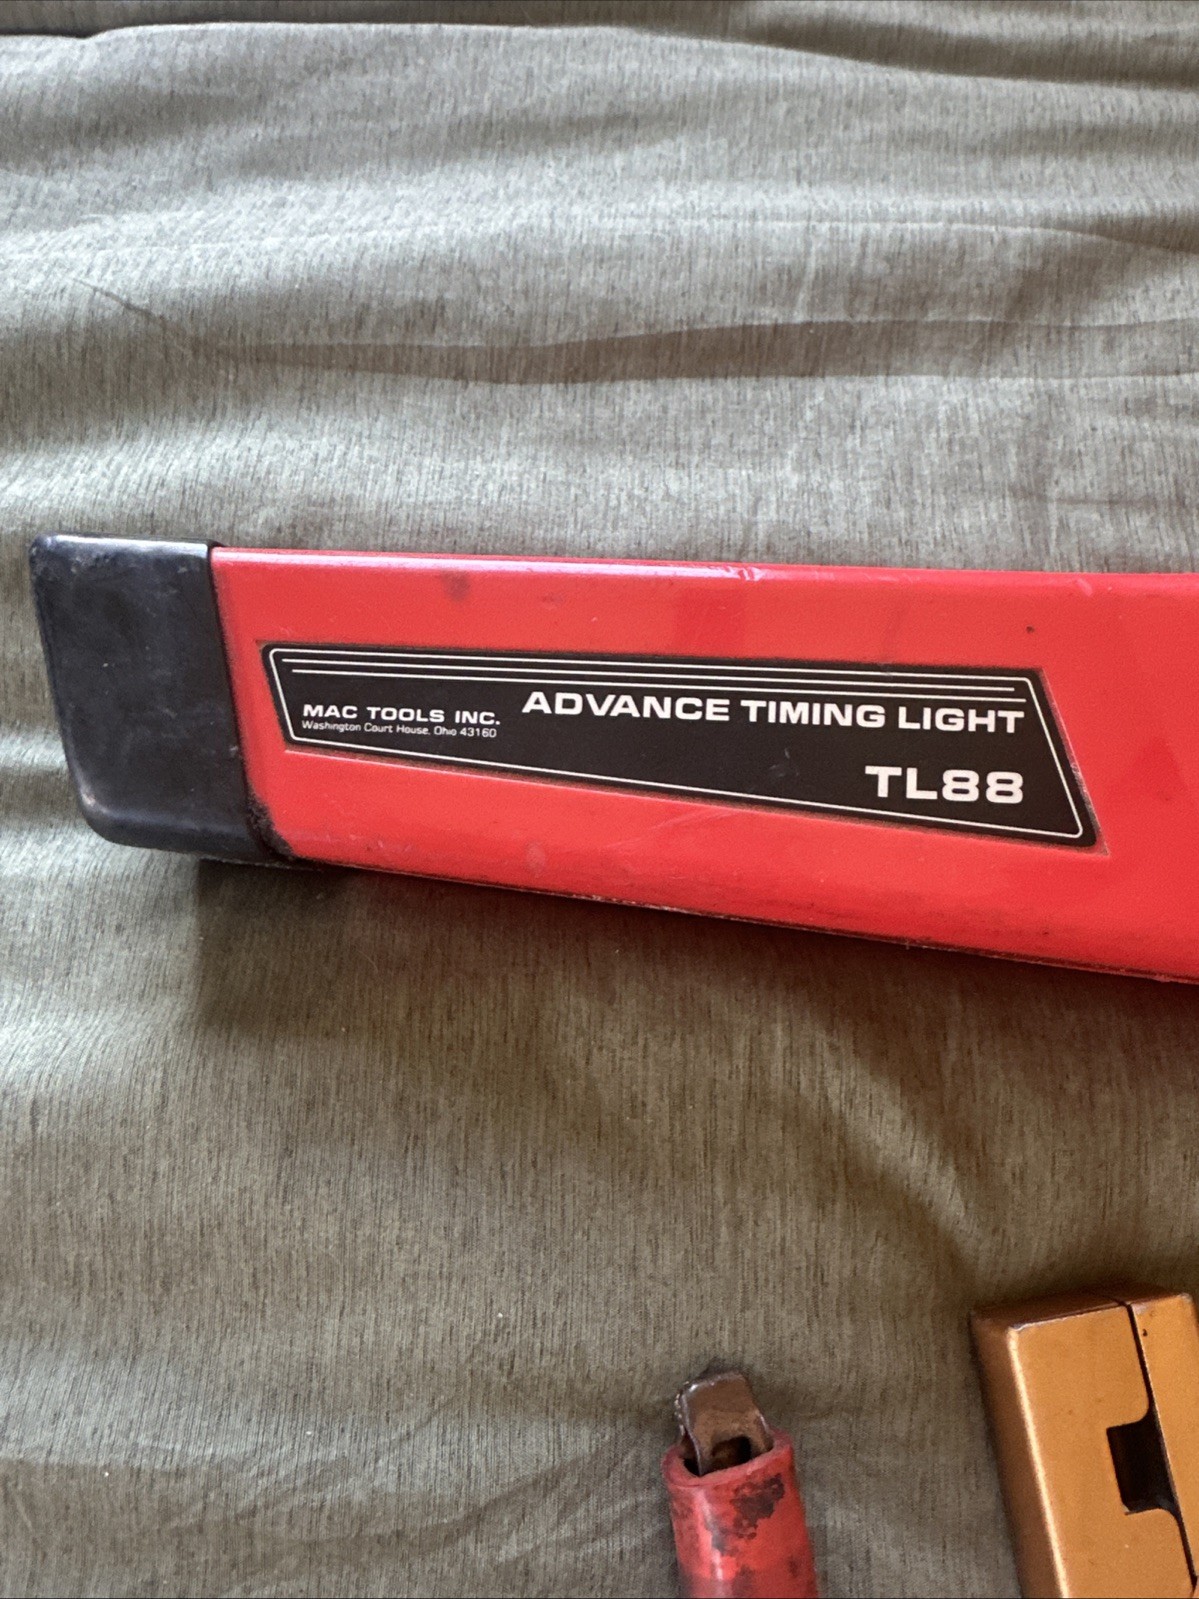 MAC TOOLS INC.
Washington Court House, Ohio 43160
ADVANCE TIMING LIGHT
TL88